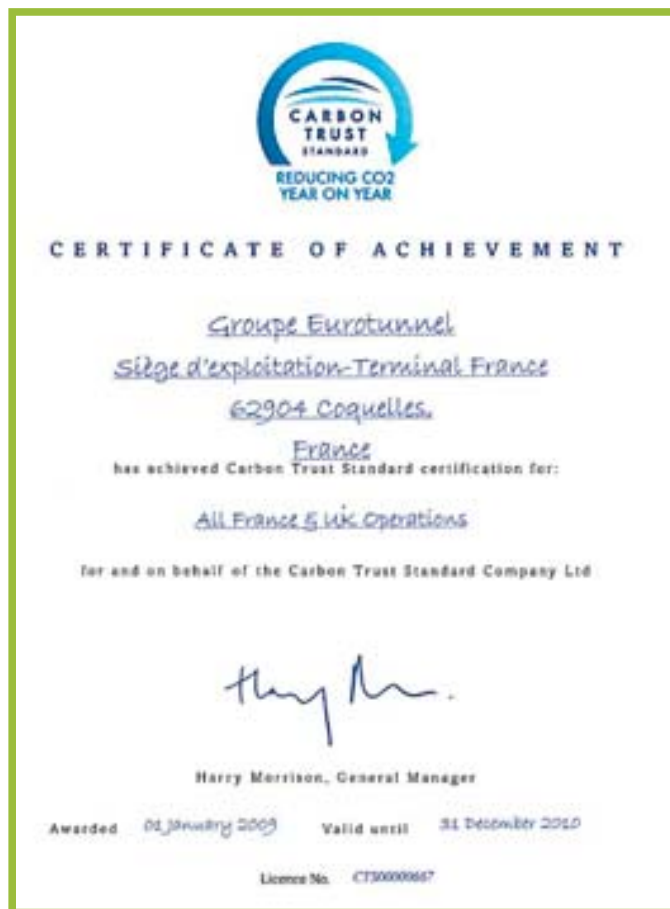 CARBON
TRUST
STANDARD
REDUCING CO2
YEAR ON YEAR
CERTIFICATE OF ACHIEVEMENT
Groupe Eurotunnel
Siège d'exploitation-Terminal France
62904 Coquelles,
France
has achieved Carbon Trust Standard certification for:
All France & UK Operations
for and on behalf of the Carbon Trust Standard Company Ltd
Harry Morrison, General Manager
Awarded 01 January 2009 Valid until 31 December 2010
Licence No.